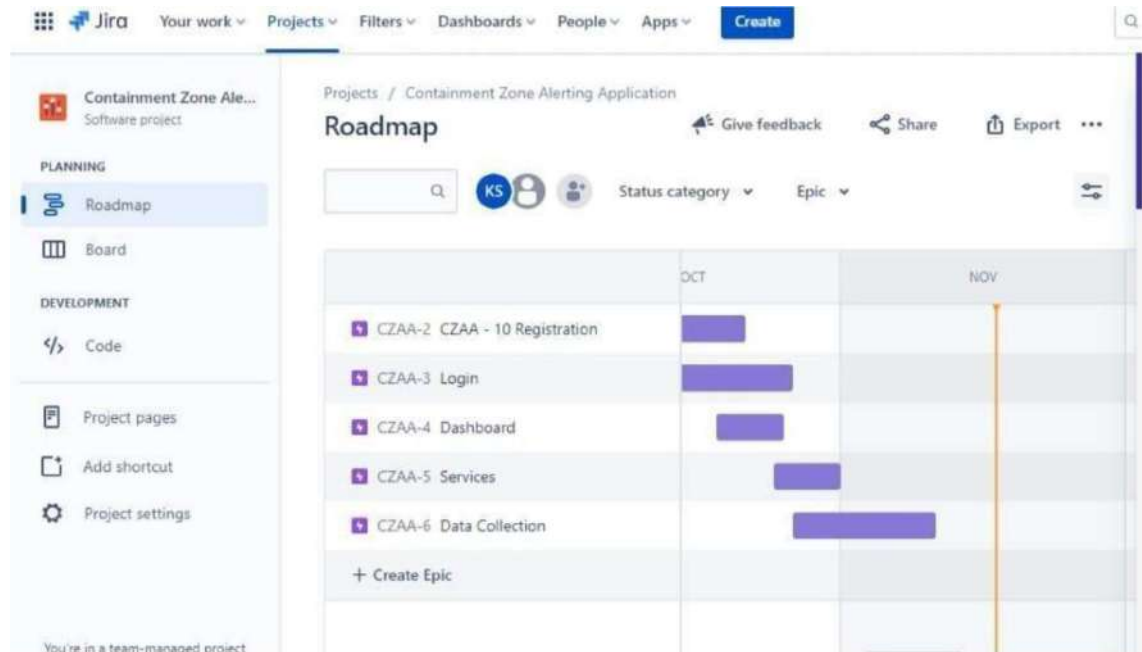 Jira Your work Projects Filters Dashboards People Apps Create
Containment Zone Ale...
Software project
PLANNING
Roadmap
Board
DEVELOPMENT
Code
Project pages
Add shortcut
Project settings
You're in a team-managed project
Projects / Containment Zone Alerting Application
Roadmap
Give feedback Share Export
KS Status category Epic
OCT NOV
CZAA-2 CZAA - 10 Registration
CZAA-3 Login
CZAA-4 Dashboard
CZAA-5 Services
CZAA-6 Data Collection
+ Create Epic